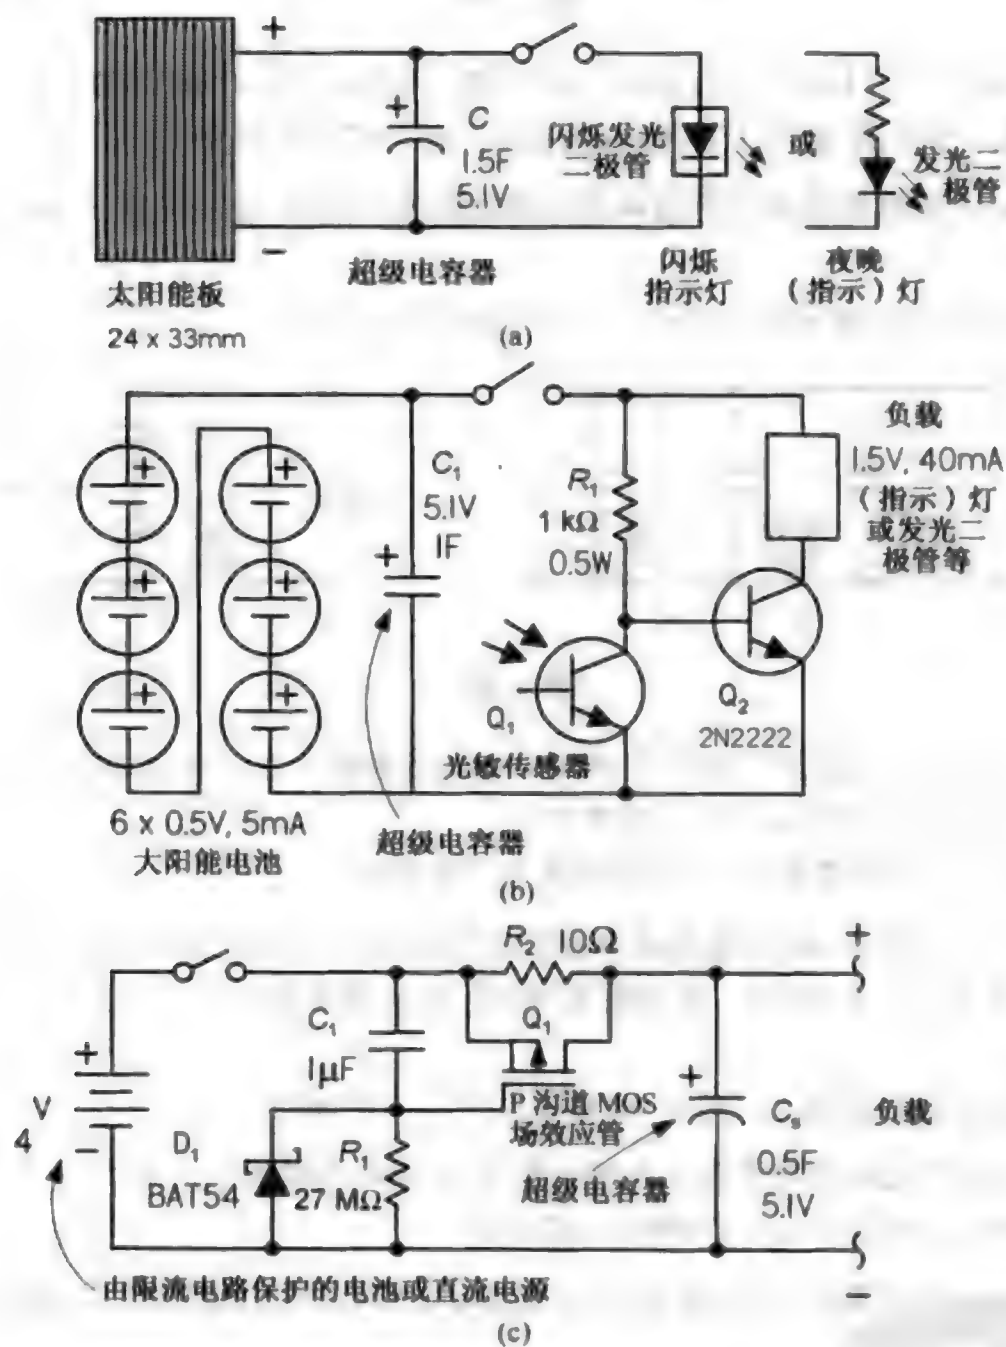 +
C
1.5F
5.1V
+
−
闪烁发光
二极管
或
发光二
极管
太阳能板
24 x 33mm
超级电容器
闪烁
指示灯
夜晚
（指示）灯
(a)
+
+
+
+
+
+
C₁
5.1V
1F
+
R₁
1 kΩ
0.5W
负载
1.5V, 40mA
（指示）灯
或发光二
极管等
Q₁
Q₂
2N2222
光敏传感器
6 x 0.5V, 5mA
太阳能电池
超级电容器
(b)
R₂ 10Ω
+
C₁
1μF
Q₁
+
V
4
−
P 沟道 MOS
场效应管
+
Cs
0.5F
5.1V
负载
D₁
BAT54
R₁
27 MΩ
超级电容器
由限流电路保护的电池或直流电源
−
(c)